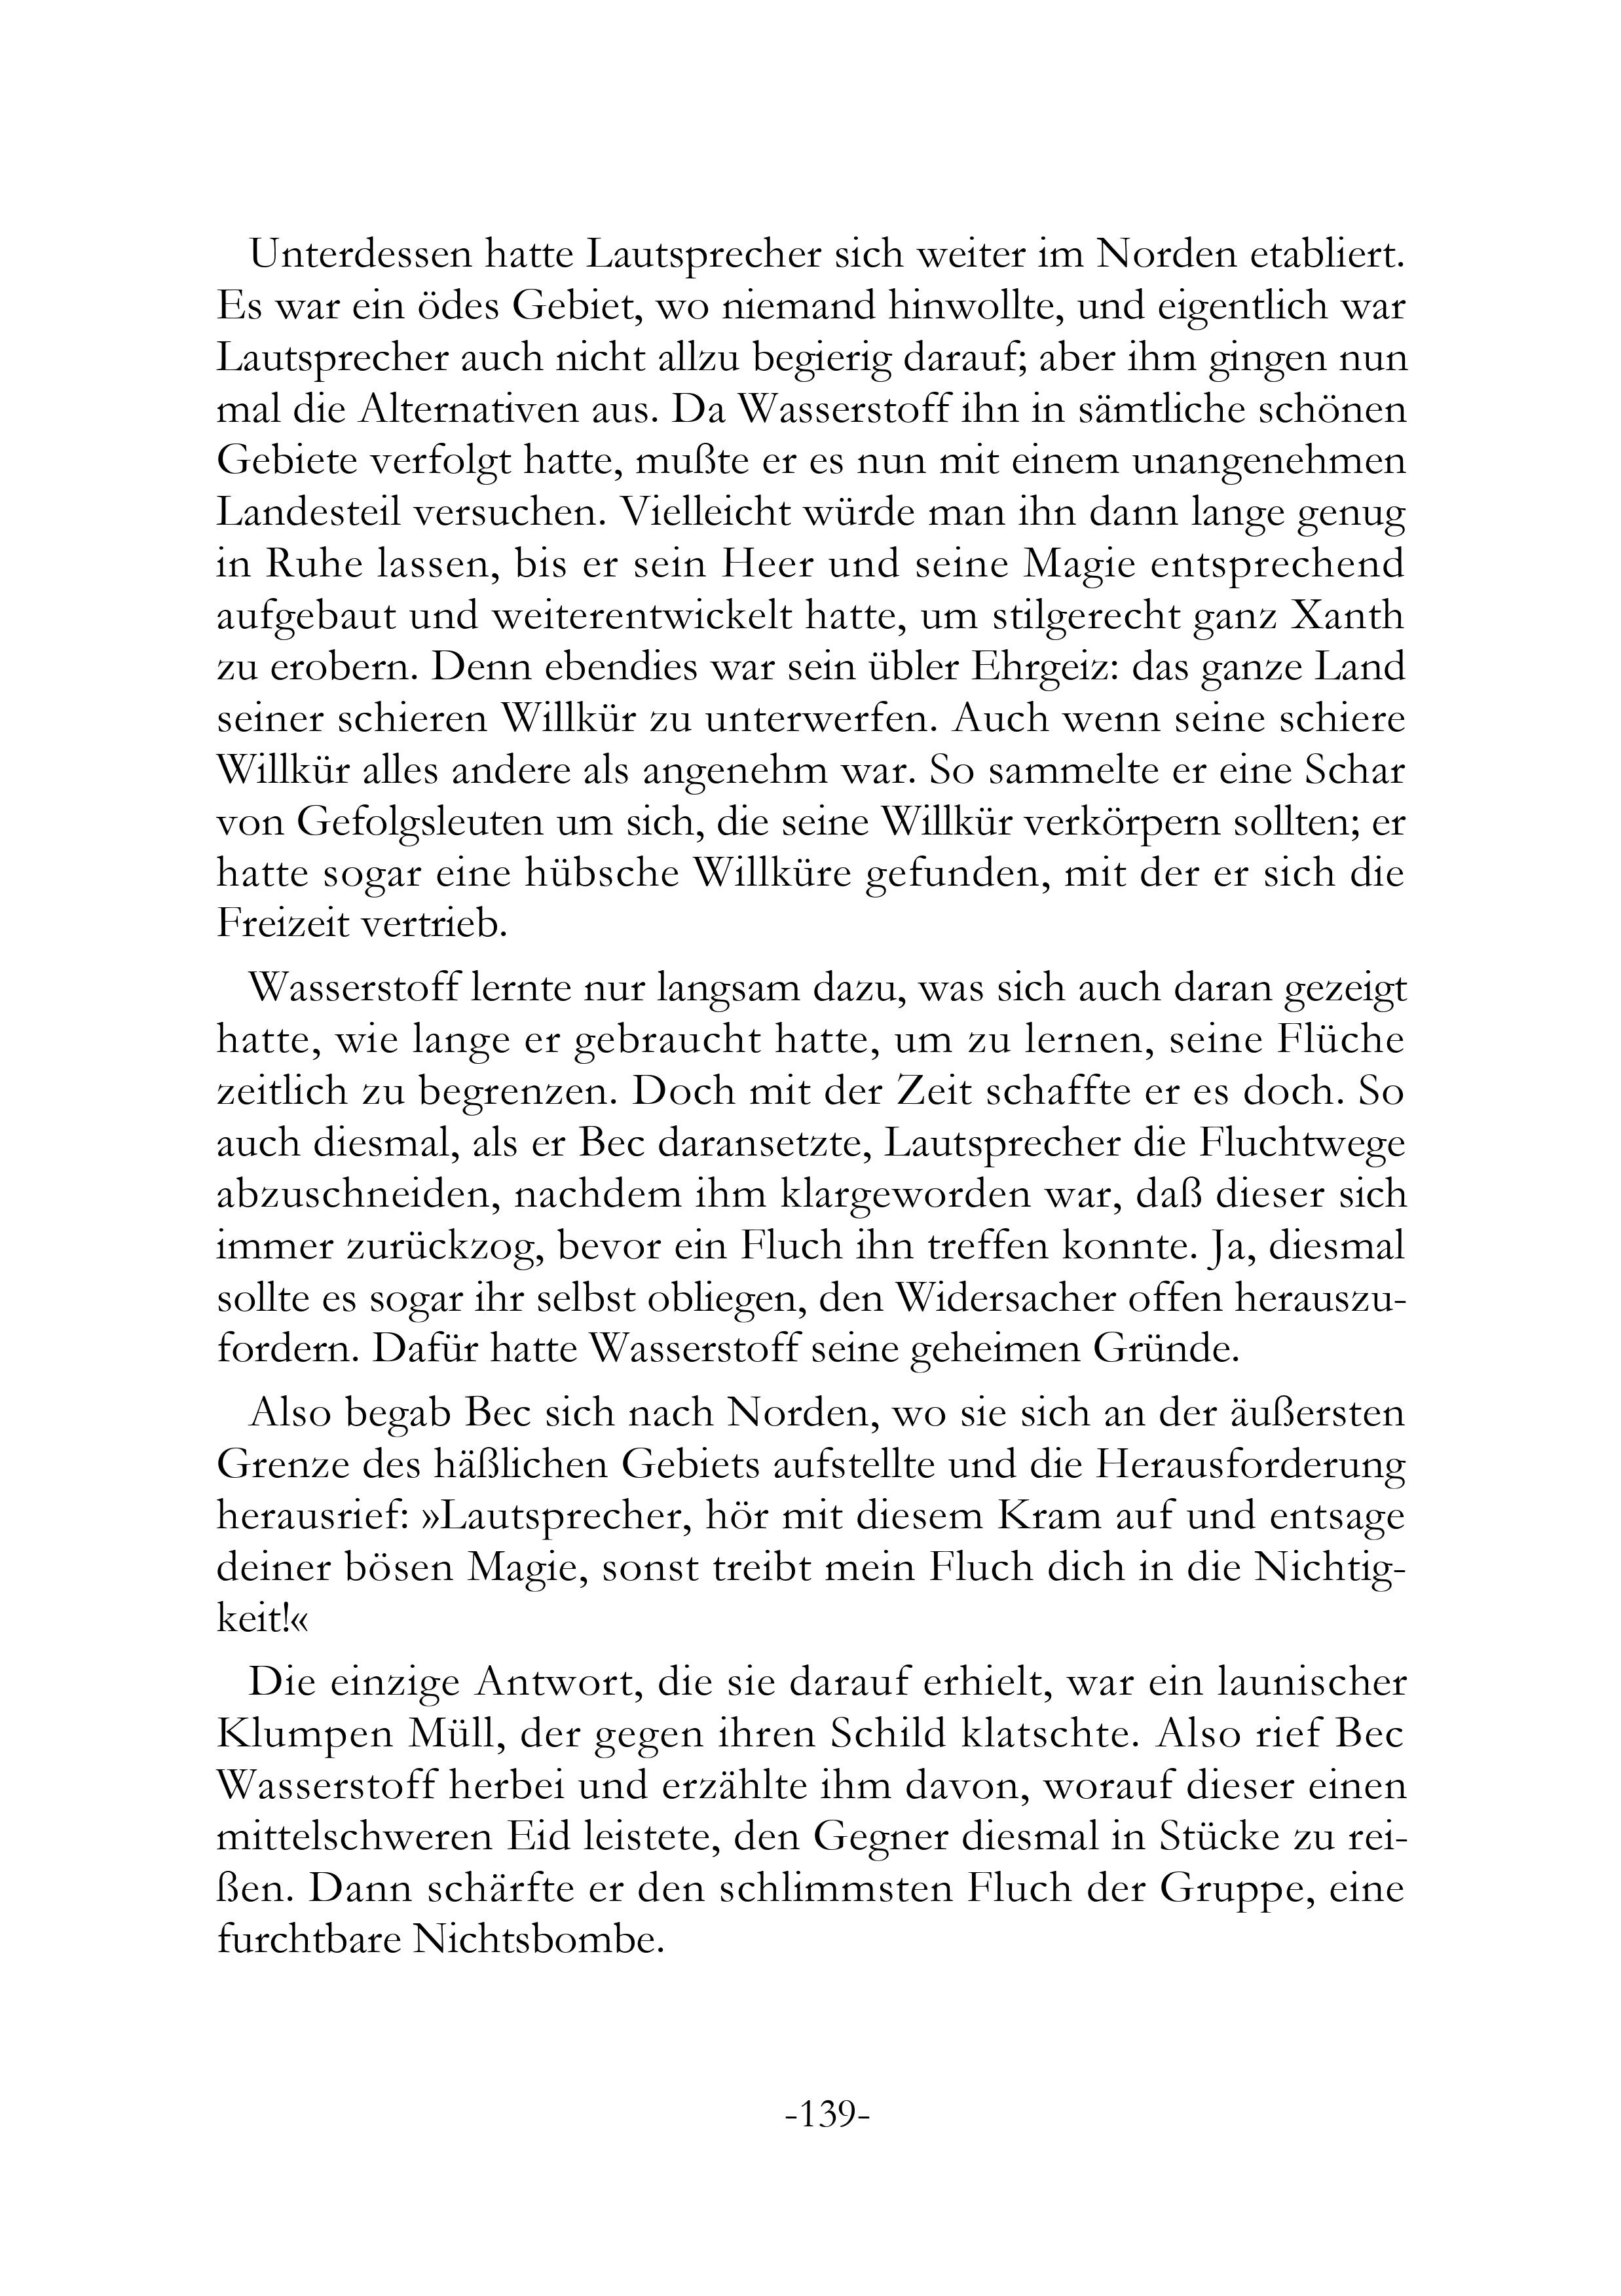 Unterdessen hatte Lautsprecher sich weiter im Norden etabliert.
Es war ein ödes Gebiet, wo niemand hinwollte, und eigentlich war
Lautsprecher auch nicht allzu begierig darauf; aber ihm gingen nun
mal die Alternativen aus. Da Wasserstoff ihn in sämtliche schönen
Gebiete verfolgt hatte, mußte er es nun mit einem unangenehmen
Landesteil versuchen. Vielleicht würde man ihn dann lange genug
in Ruhe lassen, bis er sein Heer und seine Magie entsprechend
aufgebaut und weiterentwickelt hatte, um stilgerecht ganz Xanth
zu erobern. Denn ebendies war sein übler Ehrgeiz: das ganze Land
seiner schieren Willkür zu unterwerfen. Auch wenn seine schiere
Willkür alles andere als angenehm war. So sammelte er eine Schar
von Gefolgsleuten um sich, die seine Willkür verkörpern sollten; er
hatte sogar eine hübsche Willküre gefunden, mit der er sich die
Freizeit vertrieb.
Wasserstoff lernte nur langsam dazu, was sich auch daran gezeigt
hatte, wie lange er gebraucht hatte, um zu lernen, seine Flüche
zeitlich zu begrenzen. Doch mit der Zeit schaffte er es doch. So
auch diesmal, als er Bec daransetzte, Lautsprecher die Fluchtwege
abzuschneiden, nachdem ihm klargeworden war, daß dieser sich
immer zurückzog, bevor ein Fluch ihn treffen konnte. Ja, diesmal
sollte es sogar ihr selbst obliegen, den Widersacher offen herauszu-
fordern. Dafür hatte Wasserstoff seine geheimen Gründe.
Also begab Bec sich nach Norden, wo sie sich an der äußersten
Grenze des häßlichen Gebiets aufstellte und die Herausforderung
herausrief: »Lautsprecher, hör mit diesem Kram auf und entsage
deiner bösen Magie, sonst treibt mein Fluch dich in die Nichtig-
keit!«
Die einzige Antwort, die sie darauf erhielt, war ein launischer
Klumpen Müll, der gegen ihren Schild klatschte. Also rief Bec
Wasserstoff herbei und erzählte ihm davon, worauf dieser einen
mittelschweren Eid leistete, den Gegner diesmal in Stücke zu rei-
ßen. Dann schärfte er den schlimmsten Fluch der Gruppe, eine
furchtbare Nichtsbombe.
-139-